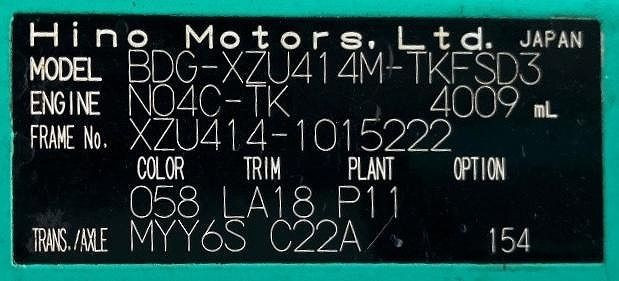 Hino Motors, Ltd. JAPAN
MODEL BDG-XZU414M-TKFSD3
ENGINE N04C-TK 4009 mL
FRAME No. XZU414-1015222
COLOR TRIM PLANT OPTION
058 LA18 P11
TRANS./AXLE MYY6S C22A/ 154